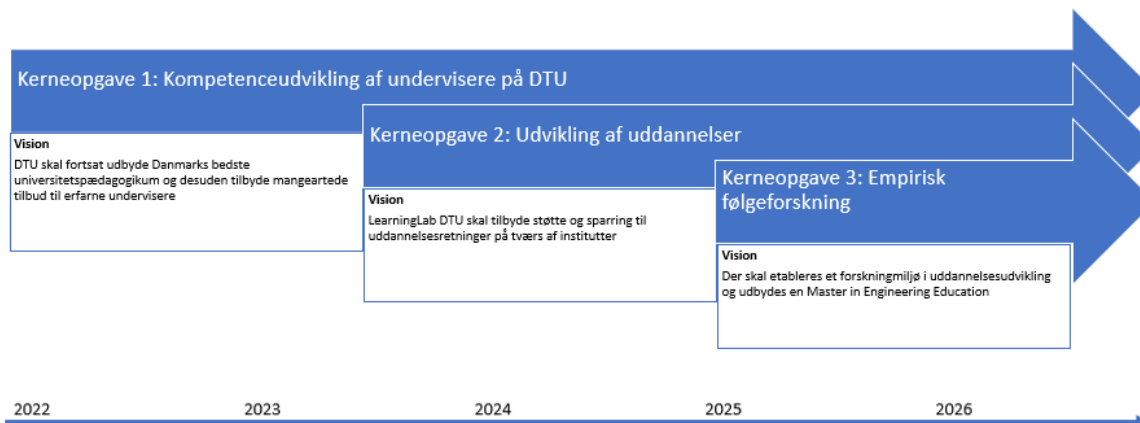 Kerneopgave 1: Kompetenceudvikling af undervisere på DTU
Vision
DTU skal fortsat udbyde Danmarks bedste
universitetspædagogikum og desuden tilbyde mangeartede
tilbud til erfarne undervisere
Kerneopgave 2: Udvikling af uddannelser
Vision
LearningLab DTU skal tilbyde støtte og sparring til
uddannelsesretninger på tværs af institutter
Kerneopgave 3: Empirisk
følgeforskning
Vision
Der skal etableres et forskningmiljø i uddannelsesudvikling
og udbydes en Master in Engineering Education
2022 2023 2024 2025 2026